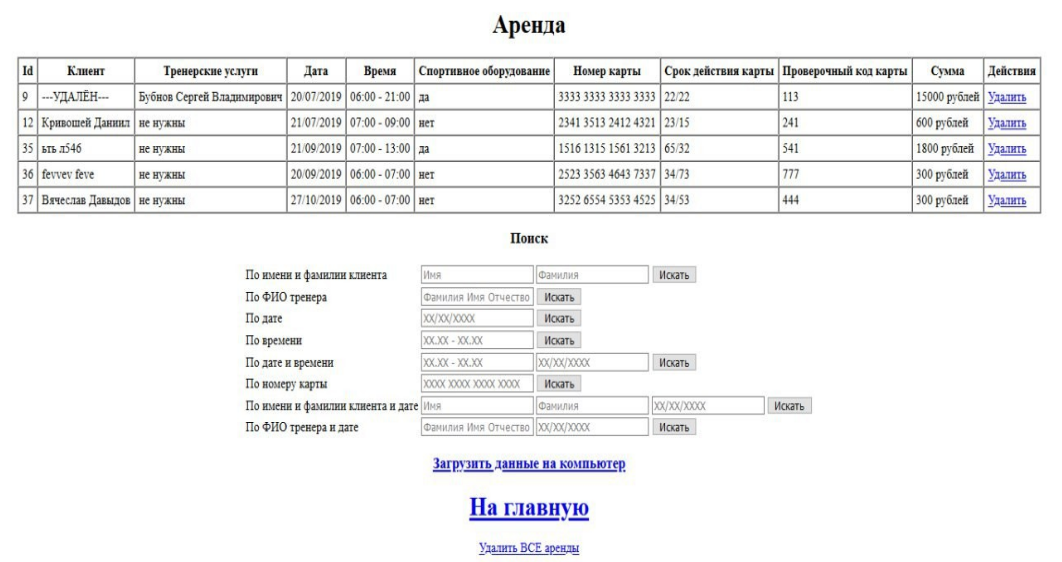 Аренда
Id Клиент Тренерские услуги Дата Время Спортивное оборудование Номер карты Срок действия карты Проверочный код карты Сумма Действия
9 ---УДАЛЁН--- Бубнов Сергей Владимирович 20/07/2019 06:00 - 21:00 да 3333 3333 3333 3333 22/22 113 15000 рублей Удалить
12 Кривошей Даниил не нужны 21/07/2019 07:00 - 09:00 нет 2341 3513 2412 4321 23/15 241 600 рублей Удалить
35 ыть л546 не нужны 21/09/2019 07:00 - 13:00 да 1516 1315 1561 3213 65/32 541 1800 рублей Удалить
36 fevvev feve не нужны 20/09/2019 06:00 - 07:00 нет 2523 3563 4643 7337 34/73 777 300 рублей Удалить
37 Вячеслав Давыдов не нужны 27/10/2019 06:00 - 07:00 нет 3252 6554 5353 4525 34/53 444 300 рублей Удалить
Поиск
По имени и фамилии клиента Имя Фамилия Искать
По ФИО тренера Фамилия Имя Отчество Искать
По дате XX/XX/XXXX Искать
По времени XX.XX - XX.XX Искать
По дате и времени XX.XX - XX.XX XX/XX/XXXX Искать
По номеру карты XXXX XXXX XXXX XXXX Искать
По имени и фамилии клиента и дате Имя Фамилия XX/XX/XXXX Искать
По ФИО тренера и дате Фамилия Имя Отчество XX/XX/XXXX Искать
Загрузить данные на компьютер
На главную
Удалить ВСЕ аренды